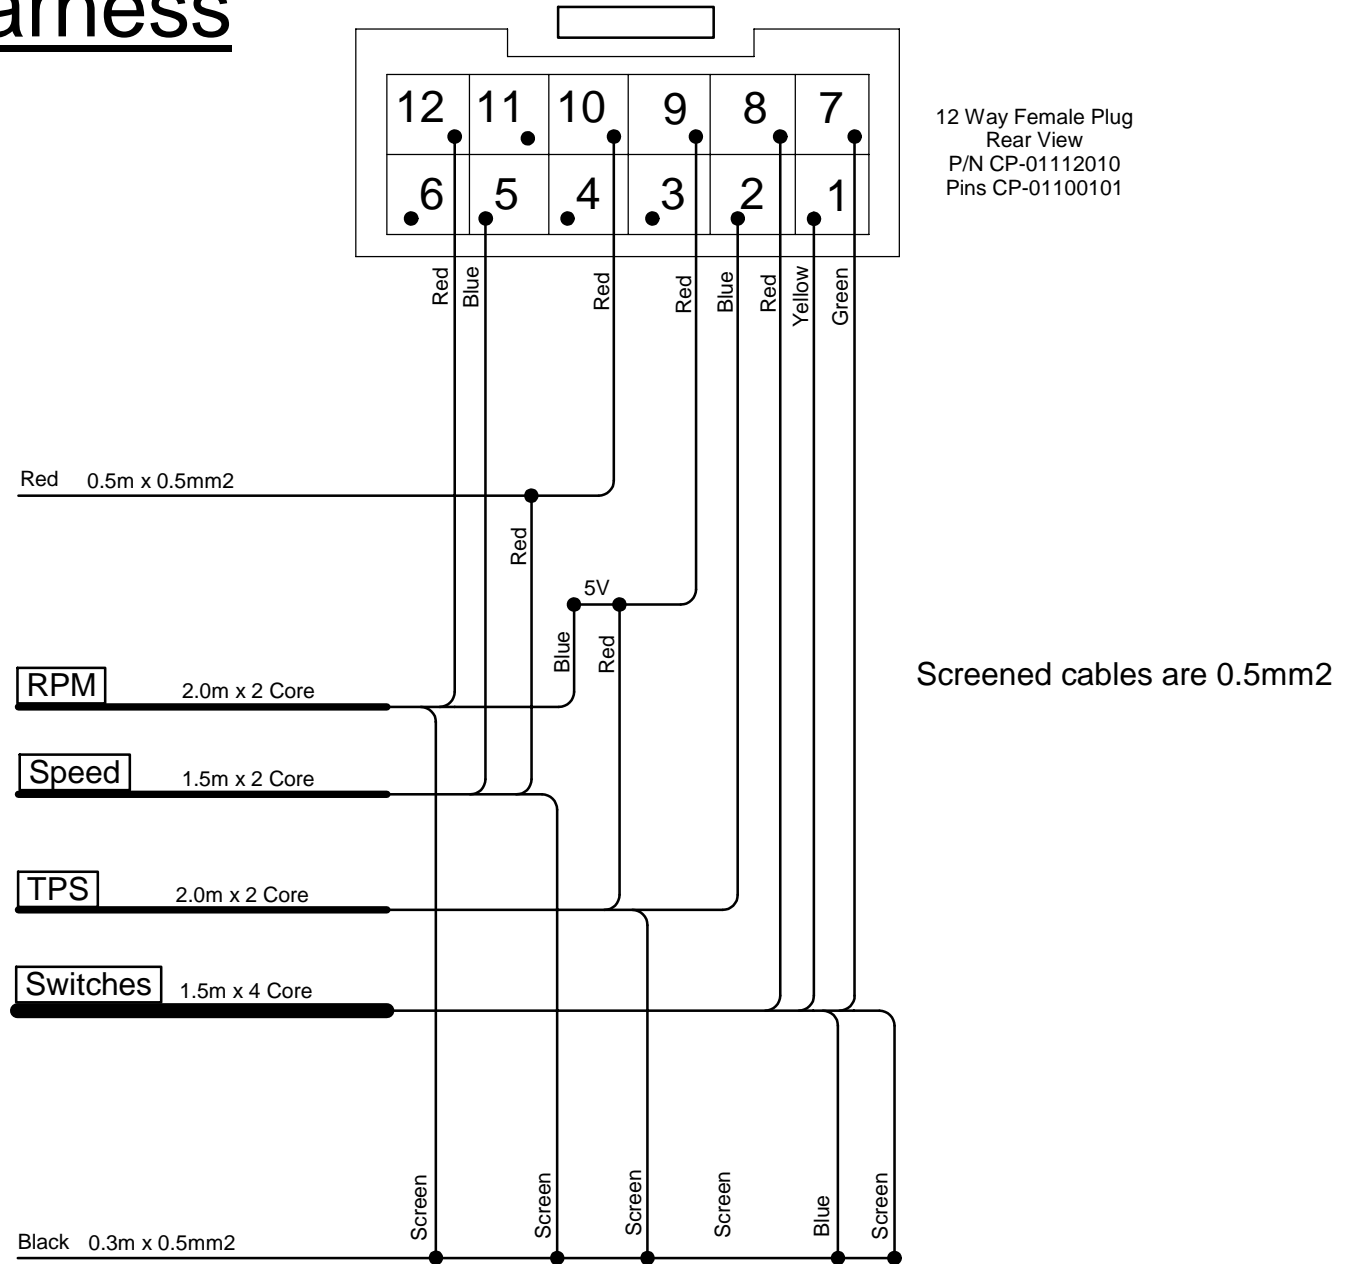 arness
12 11 10 9 8 7
6 5 4 3 2 1
12 Way Female Plug
Rear View
P/N CP-01112010
Pins CP-01100101
Red Blue Red Red Blue Red Yellow Green
Red 0.5m x 0.5mm2
Red
5V
Blue Red
Screened cables are 0.5mm2
RPM 2.0m x 2 Core
Speed 1.5m x 2 Core
TPS 2.0m x 2 Core
Switches 1.5m x 4 Core
Screen Screen Screen Screen Blue Screen
Black 0.3m x 0.5mm2